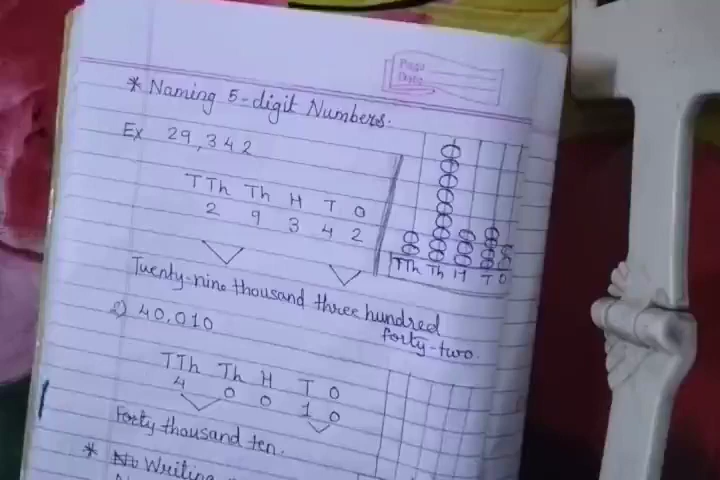 Page
Date
* Naming 5-digit Numbers.
Ex 29,342
T Th Th H T O
2 9 3 4 2
TTh Th H T O
Twenty-nine thousand three hundred
forty-two.
2) 40,010
TTh Th H T O
4 0 0 1 0
Forty thousand ten.
* Writing